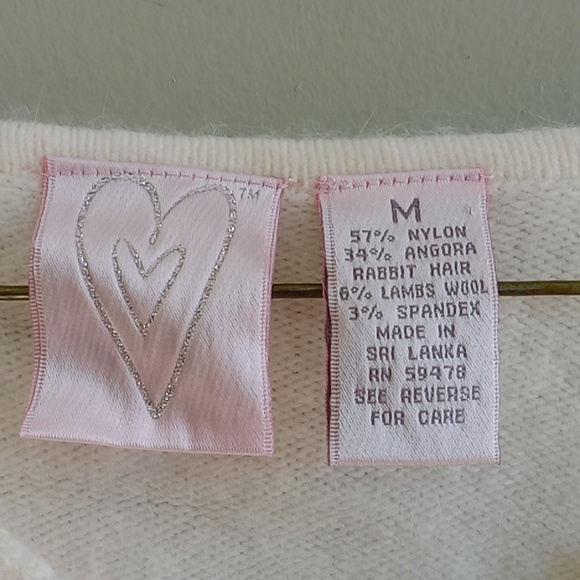 TM
M
57% NYLON
34% ANGORA
RABBIT HAIR
6% LAMBS WOOL
3% SPANDEX
MADE IN
SRI LANKA
RN 59478
SEE REVERSE
FOR CARE